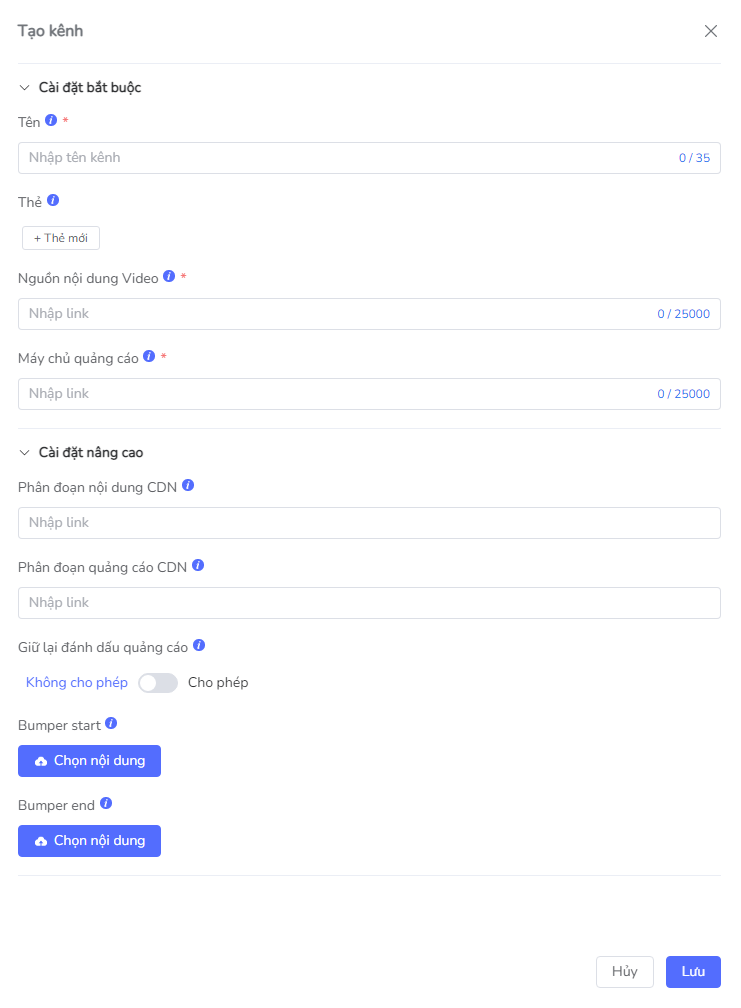 Tạo kênh
Cài đặt bắt buộc
Tên i *
Nhập tên kênh 0 / 35
Thẻ i
+ Thẻ mới
Nguồn nội dung Video i *
Nhập link 0 / 25000
Máy chủ quảng cáo i *
Nhập link 0 / 25000
Cài đặt nâng cao
Phân đoạn nội dung CDN i
Nhập link
Phân đoạn quảng cáo CDN i
Nhập link
Giữ lại đánh dấu quảng cáo i
Không cho phép Cho phép
Bumper start i
Chọn nội dung
Bumper end i
Chọn nội dung
Hủy Lưu